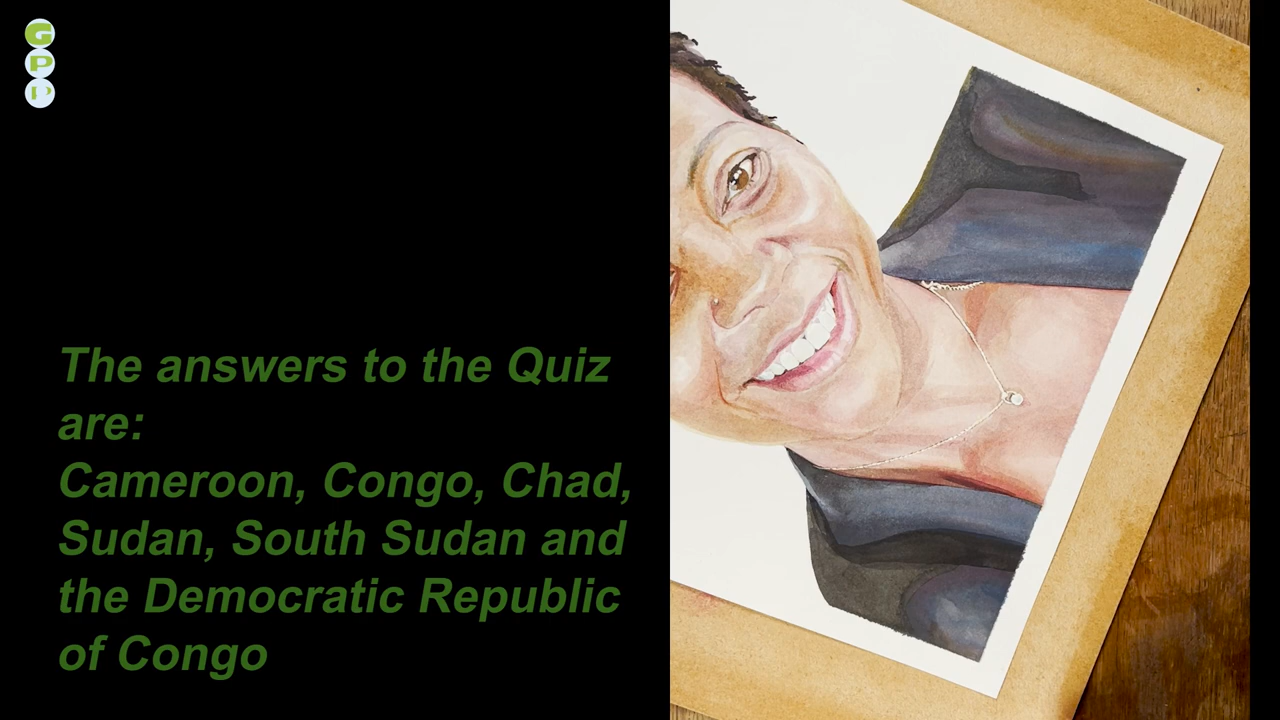 G
P
D
The answers to the Quiz
are:
Cameroon, Congo, Chad,
Sudan, South Sudan and
the Democratic Republic
of Congo